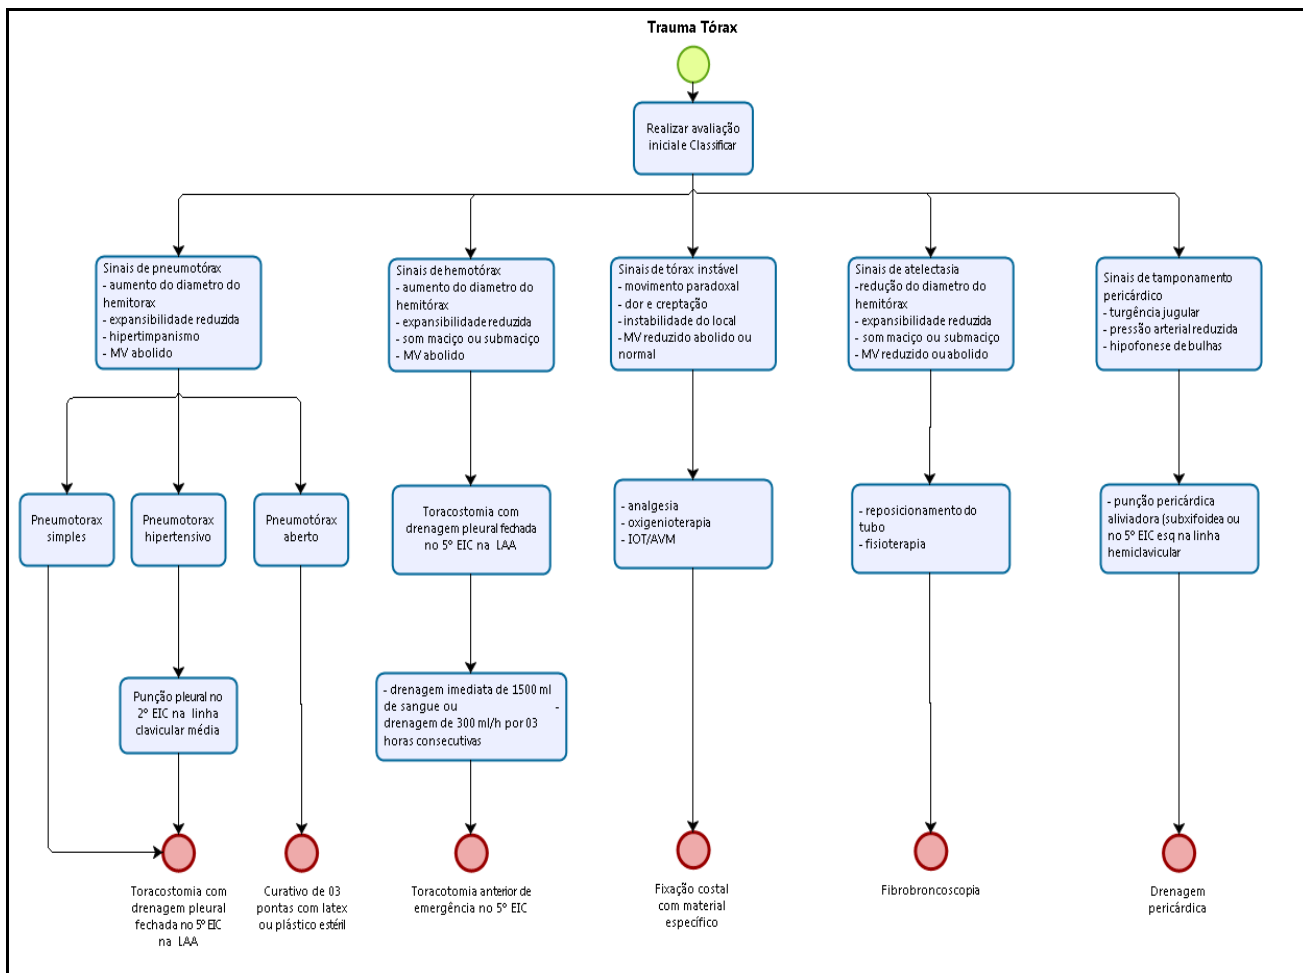 Trauma Tórax
Realizar avaliação
inicial e Classificar
Sinais de pneumotórax
- aumento do diametro do
hemitorax
- expansibilidade reduzida
- hipertimpanismo
- MV abolido
Sinais de hemotórax
- aumento do diametro do
hemitórax
- expansibilidade reduzida
- som maciço ou submaciço
- MV abolido
Sinais de tórax instável
- movimento paradoxal
- dor e creptação
- instabilidade do local
- MV reduzido abolido ou
normal
Sinais de atelectasia
-redução do diametro do
hemitórax
- expansibilidade reduzida
- som maciço ou submaciço
- MV reduzido ou abolido
Sinais de tamponamento
pericárdico
- turgência jugular
- pressão arterial reduzida
- hipofonese de bulhas
Pneumotorax
simples
Pneumotorax
hipertensivo
Pneumotórax
aberto
Toracostomia com
drenagem pleural fechada
no 5º EIC na LAA
- analgesia
- oxigenioterapia
- IOT/AVM
- reposicionamento do
tubo
- fisioterapia
- punção pericárdica
aliviadora (subxifoidea ou
no 5º EIC esq na linha
hemiclavicular
Punção pleural no
2º EIC na linha
clavicular média
- drenagem imediata de 1500 ml
de sangue ou -
drenagem de 300 ml/h por 03
horas consecutivas
Toracostomia com
drenagem pleural
fechada no 5º EIC
na LAA
Curativo de 03
pontas com latex
ou plástico estéril
Toracotomia anterior de
emergência no 5º EIC
Fixação costal
com material
específico
Fibrobroncoscopia
Drenagem
pericárdica